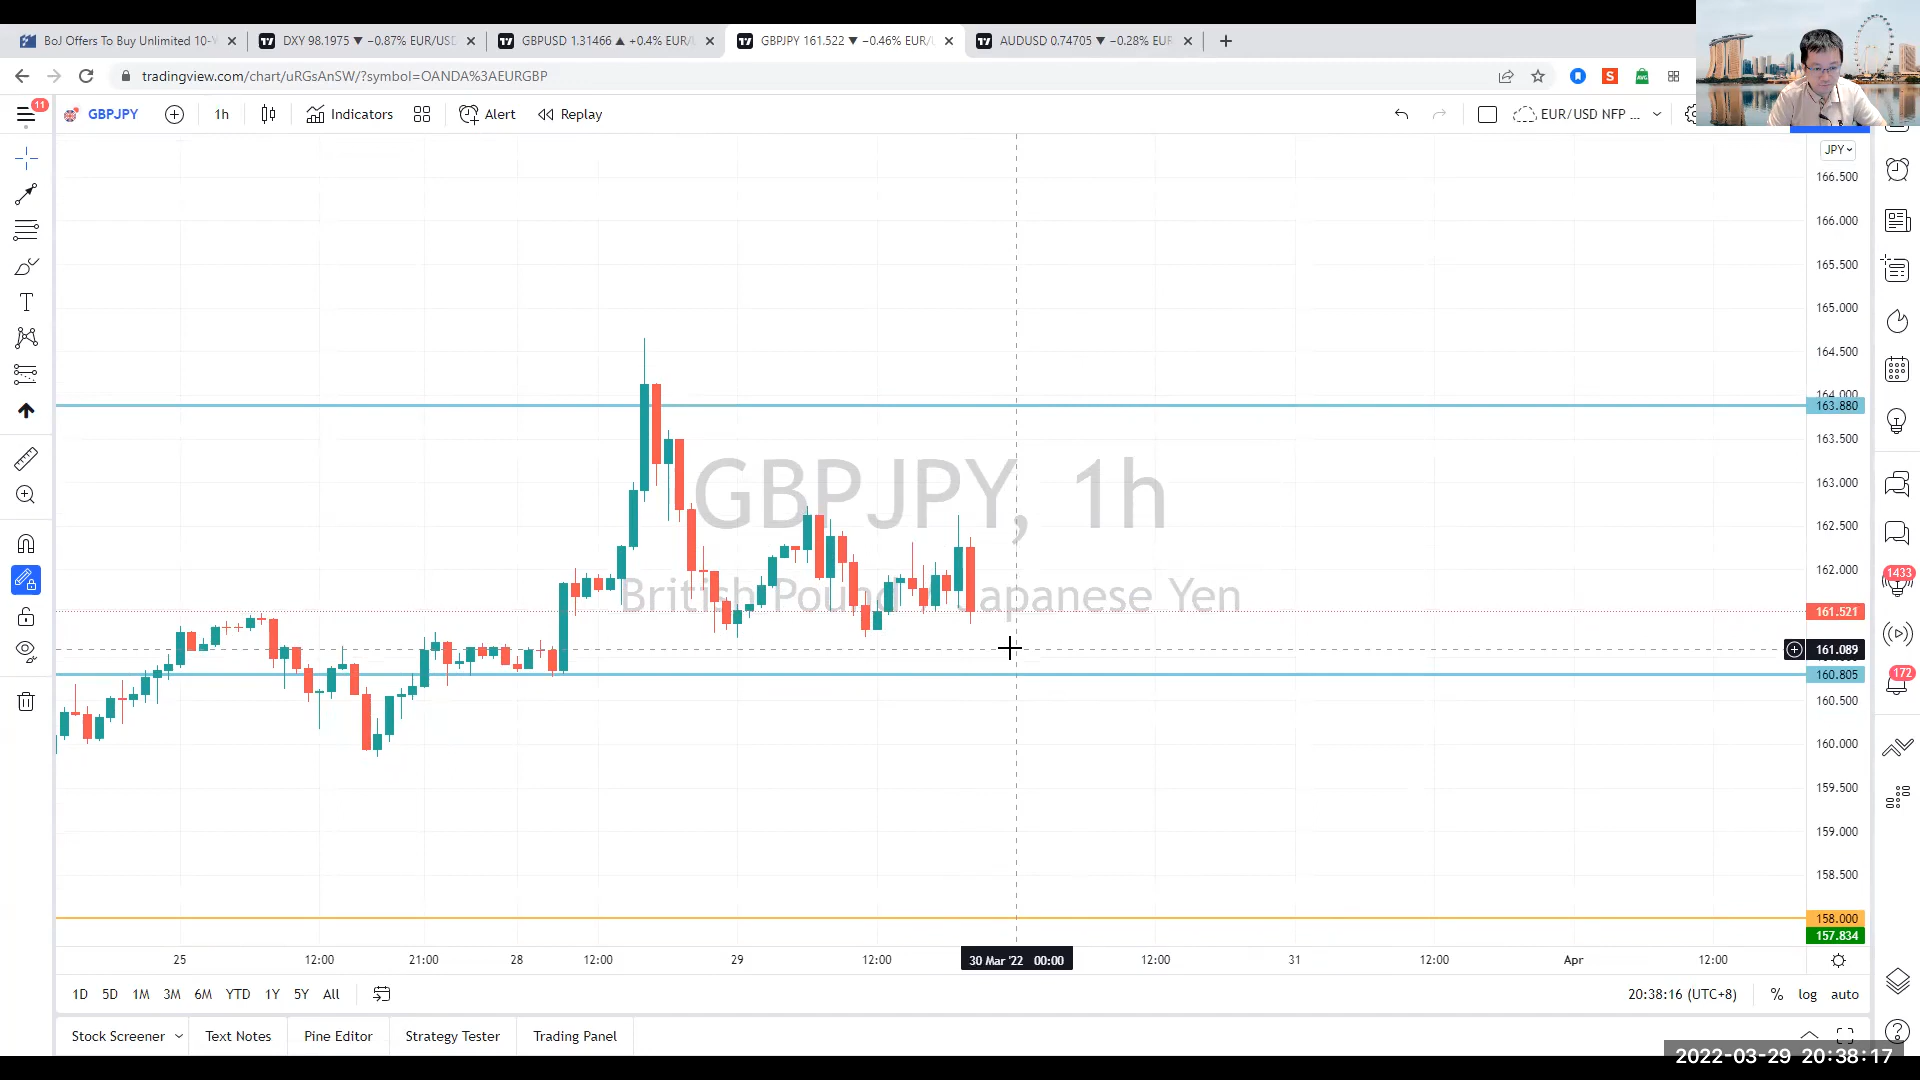 BoJ Offers To Buy Unlimited 10-Y
DXY 98.1975 ▼ −0.87% EUR/USD
GBPUSD 1.31466 ▲ +0.4% EUR/
GBPJPY 161.522 ▼ −0.46% EUR/
AUDUSD 0.74705 ▼ −0.28% EUR
tradingview.com/chart/uRGsAnSW/?symbol=OANDA%3AEURGBP
S
11
GBPJPY
1h
Indicators
Alert
Replay
EUR/USD NFP ...
JPY
166.500
166.000
165.500
165.000
164.500
164.000
163.880
163.500
163.000
162.500
162.000
161.521
161.089
160.805
160.500
160.000
159.500
159.000
158.500
158.000
157.834
GBPJPY, 1h
British Pound / Japanese Yen
1433
172
25
12:00
21:00
28
12:00
29
12:00
30 Mar '22 00:00
12:00
31
12:00
Apr
12:00
1D 5D 1M 3M 6M YTD 1Y 5Y All
20:38:16 (UTC+8)
% log auto
Stock Screener
Text Notes
Pine Editor
Strategy Tester
Trading Panel
2022-03-29 20:38:17